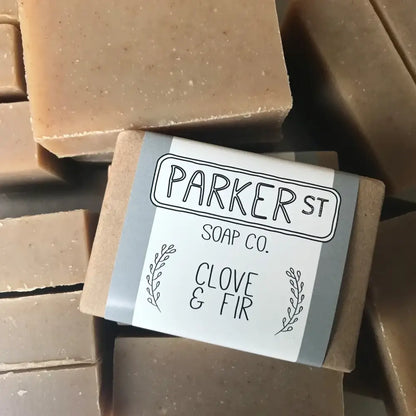 PARKER ST
SOAP CO.
CLOVE
& FIR